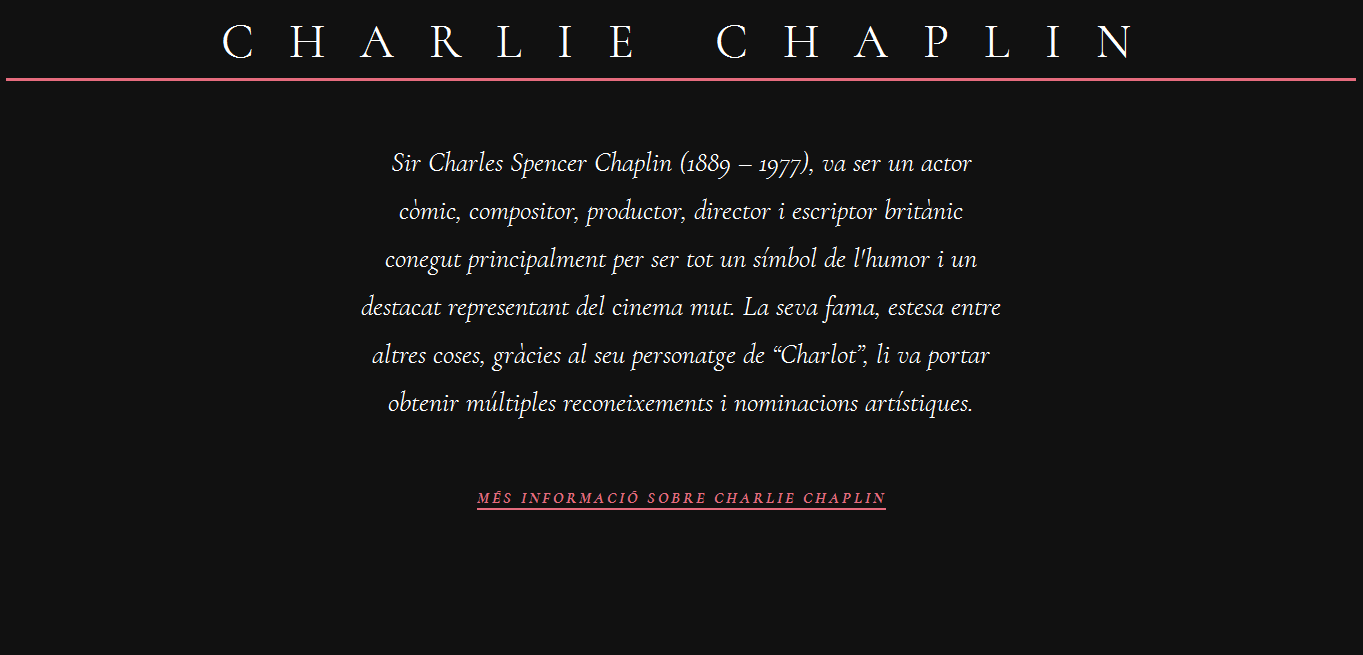 CHARLIE CHAPLIN
Sir Charles Spencer Chaplin (1889 – 1977), va ser un actor
còmic, compositor, productor, director i escriptor britànic
conegut principalment per ser tot un símbol de l'humor i un
destacat representant del cinema mut. La seva fama, estesa entre
altres coses, gràcies al seu personatge de “Charlot”, li va portar
obtenir múltiples reconeixements i nominacions artístiques.
MÉS INFORMACIÓ SOBRE CHARLIE CHAPLIN